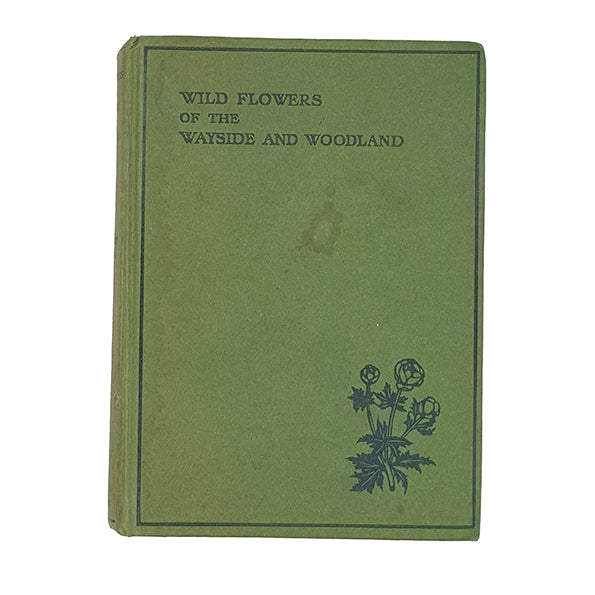 WILD FLOWERS
OF THE
WAYSIDE AND WOODLAND